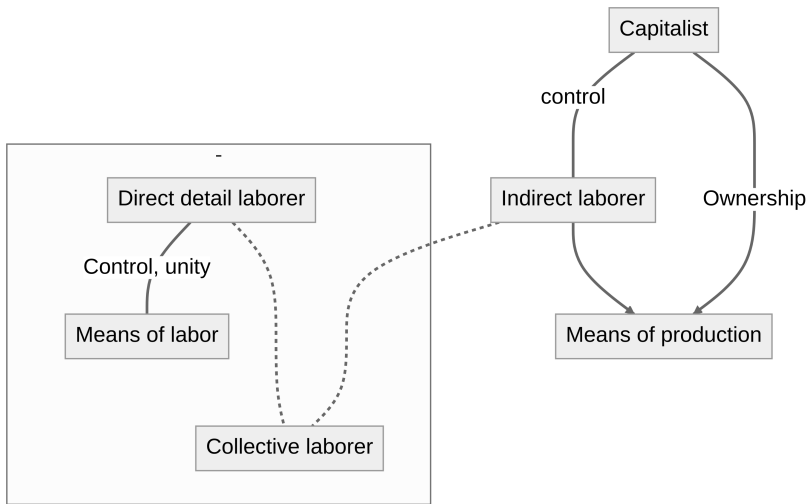 Capitalist
control
-
Direct detail laborer
Indirect laborer
Ownership
Control, unity
Means of labor
Means of production
Collective laborer